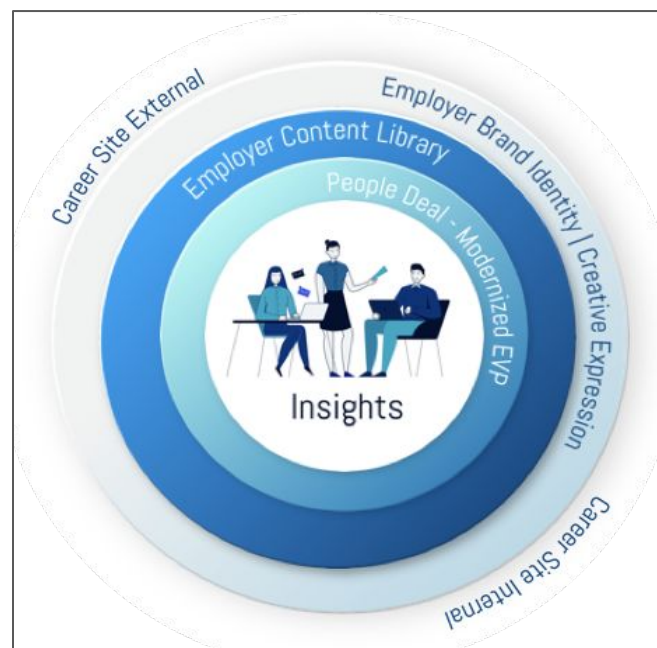 Career Site External
Employer Brand Identity | Creative Expression
Employer Content Library
People Deal - Modernized EVP
Insights
Career Site Internal